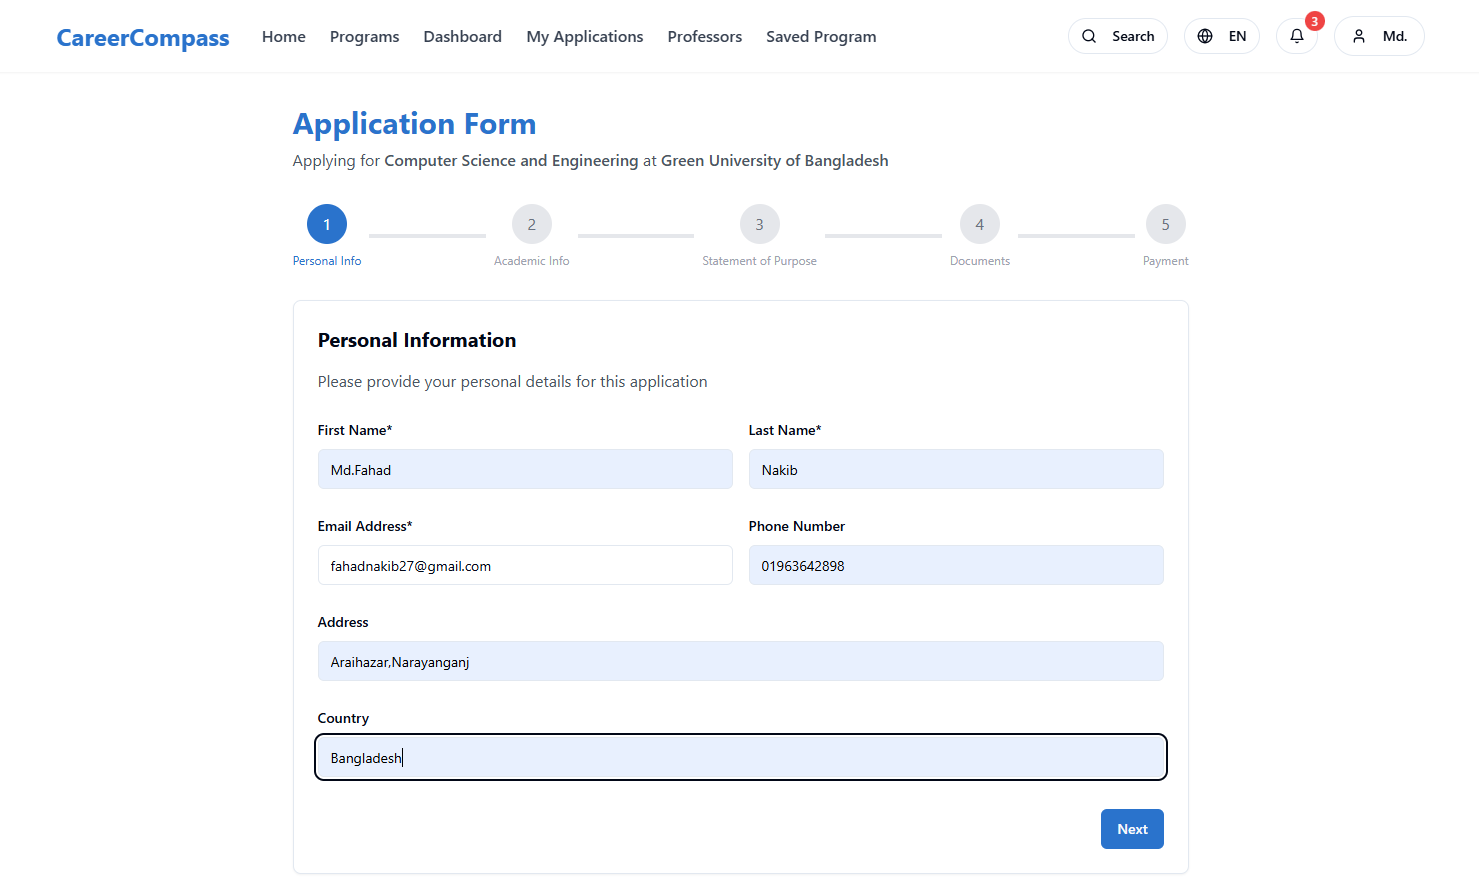 CareerCompass Home Programs Dashboard My Applications Professors Saved Program Search EN 3 Md.
Application Form
Applying for Computer Science and Engineering at Green University of Bangladesh
1 2 3 4 5
Personal Info Academic Info Statement of Purpose Documents Payment
Personal Information
Please provide your personal details for this application
First Name* Last Name*
Md.Fahad Nakib
Email Address* Phone Number
fahadnakib27@gmail.com 01963642898
Address
Araihazar,Narayanganj
Country
Bangladesh
Next